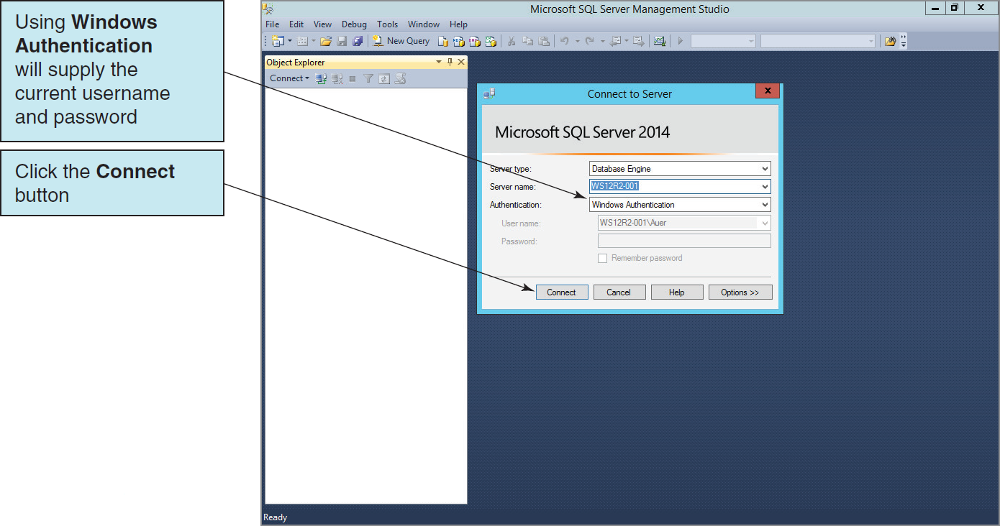 Using Windows
Authentication
will supply the
current username
and password
Click the Connect
button
Microsoft SQL Server Management Studio
File Edit View Debug Tools Window Help
New Query
Object Explorer
Connect
Connect to Server
Microsoft SQL Server 2014
Server type: Database Engine
Server name: WS12R2-001
Authentication: Windows Authentication
User name: WS12R2-001\Auer
Password:
Remember password
Connect Cancel Help Options >>
Ready